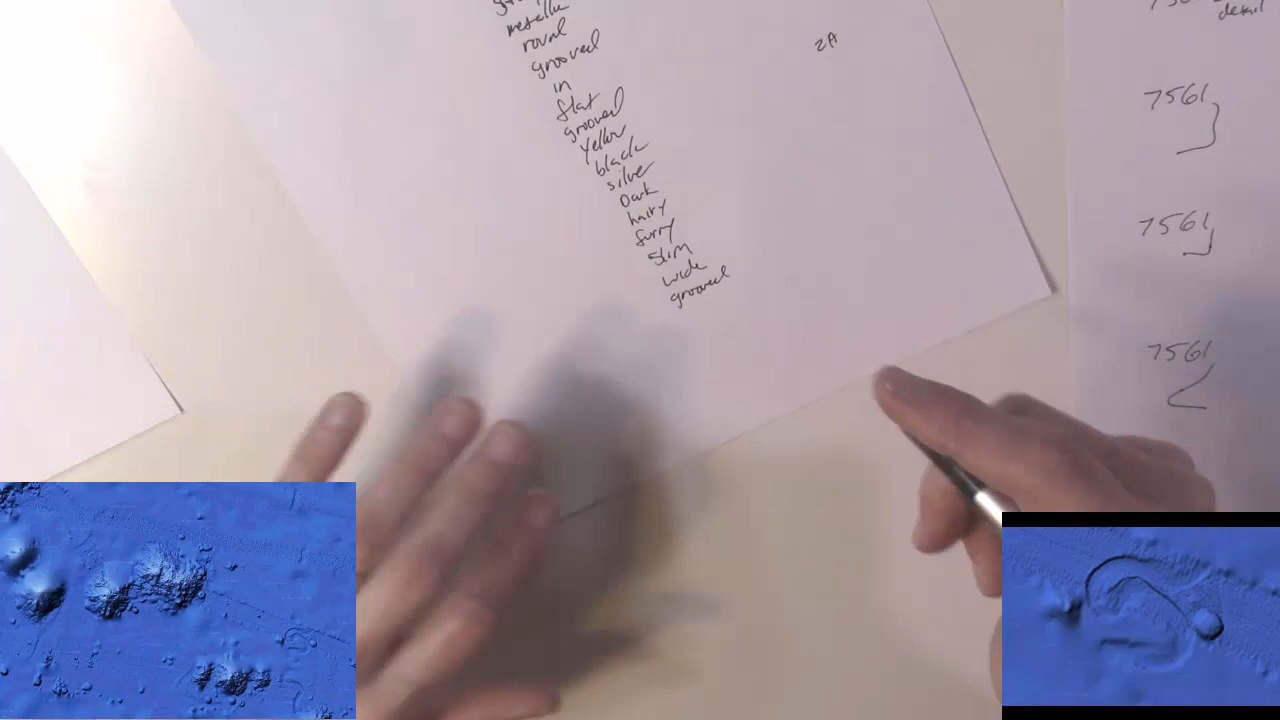 metallic
round
grooved
in
flat
grooved
yellow
black
silver
Dark
hairy
furry
slim
wide
grooved
2A
detail
7561
7561
7561